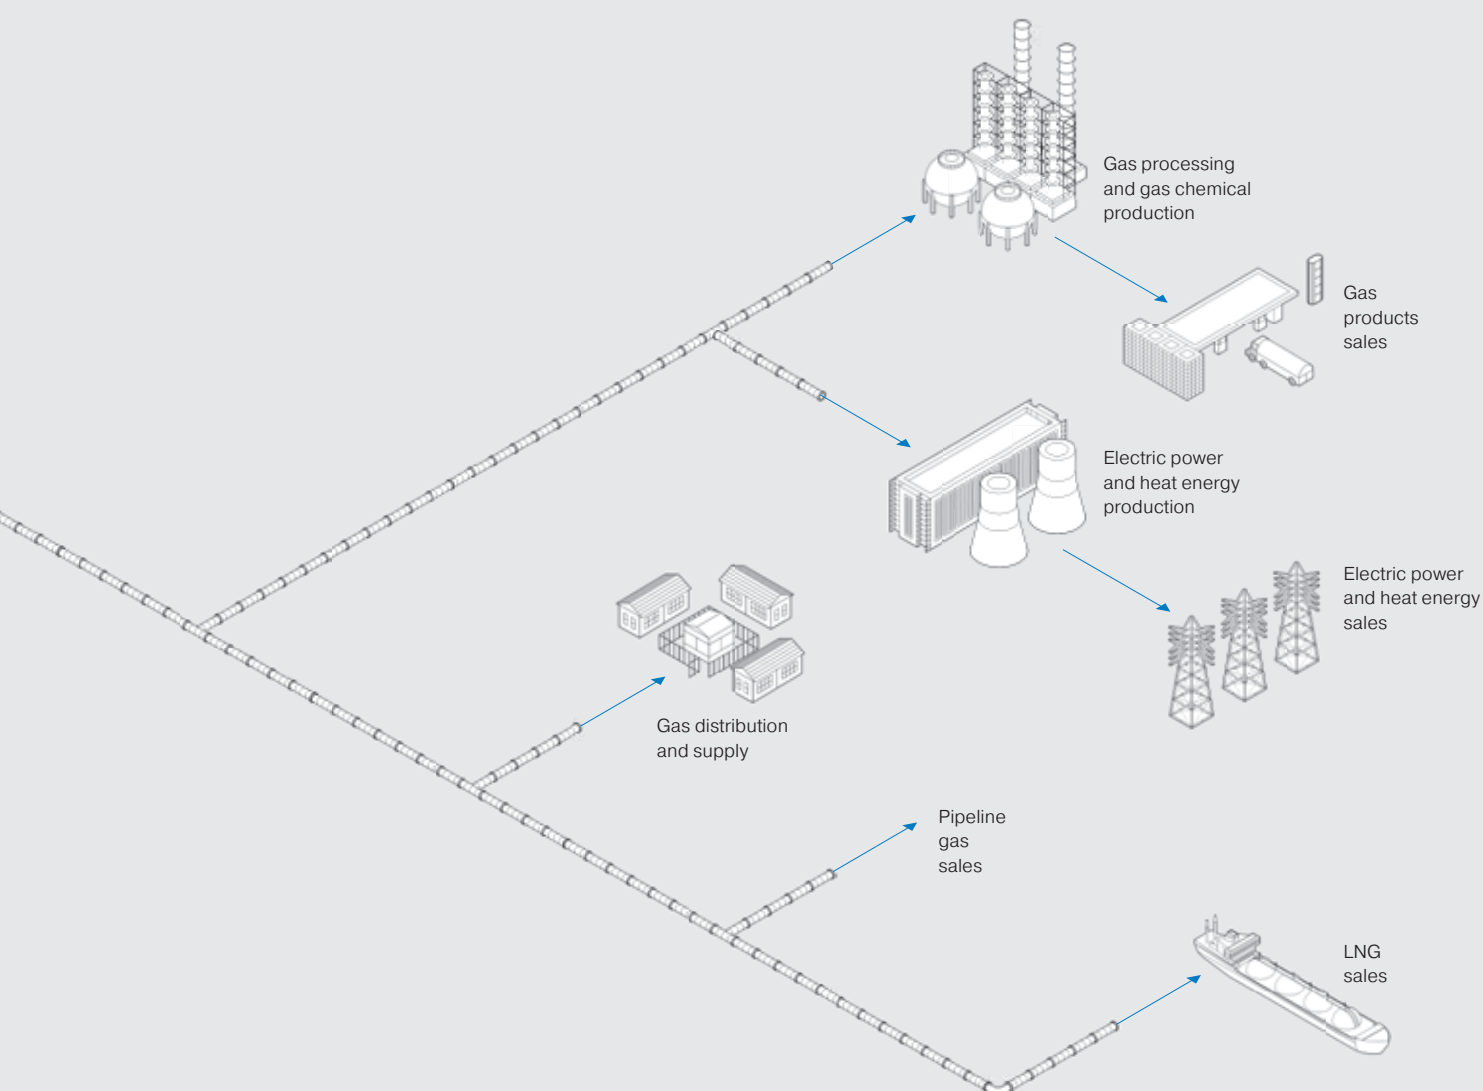 Gas processing
and gas chemical
production
Gas
products
sales
Electric power
and heat energy
production
Electric power
and heat energy
sales
Gas distribution
and supply
Pipeline
gas
sales
LNG
sales